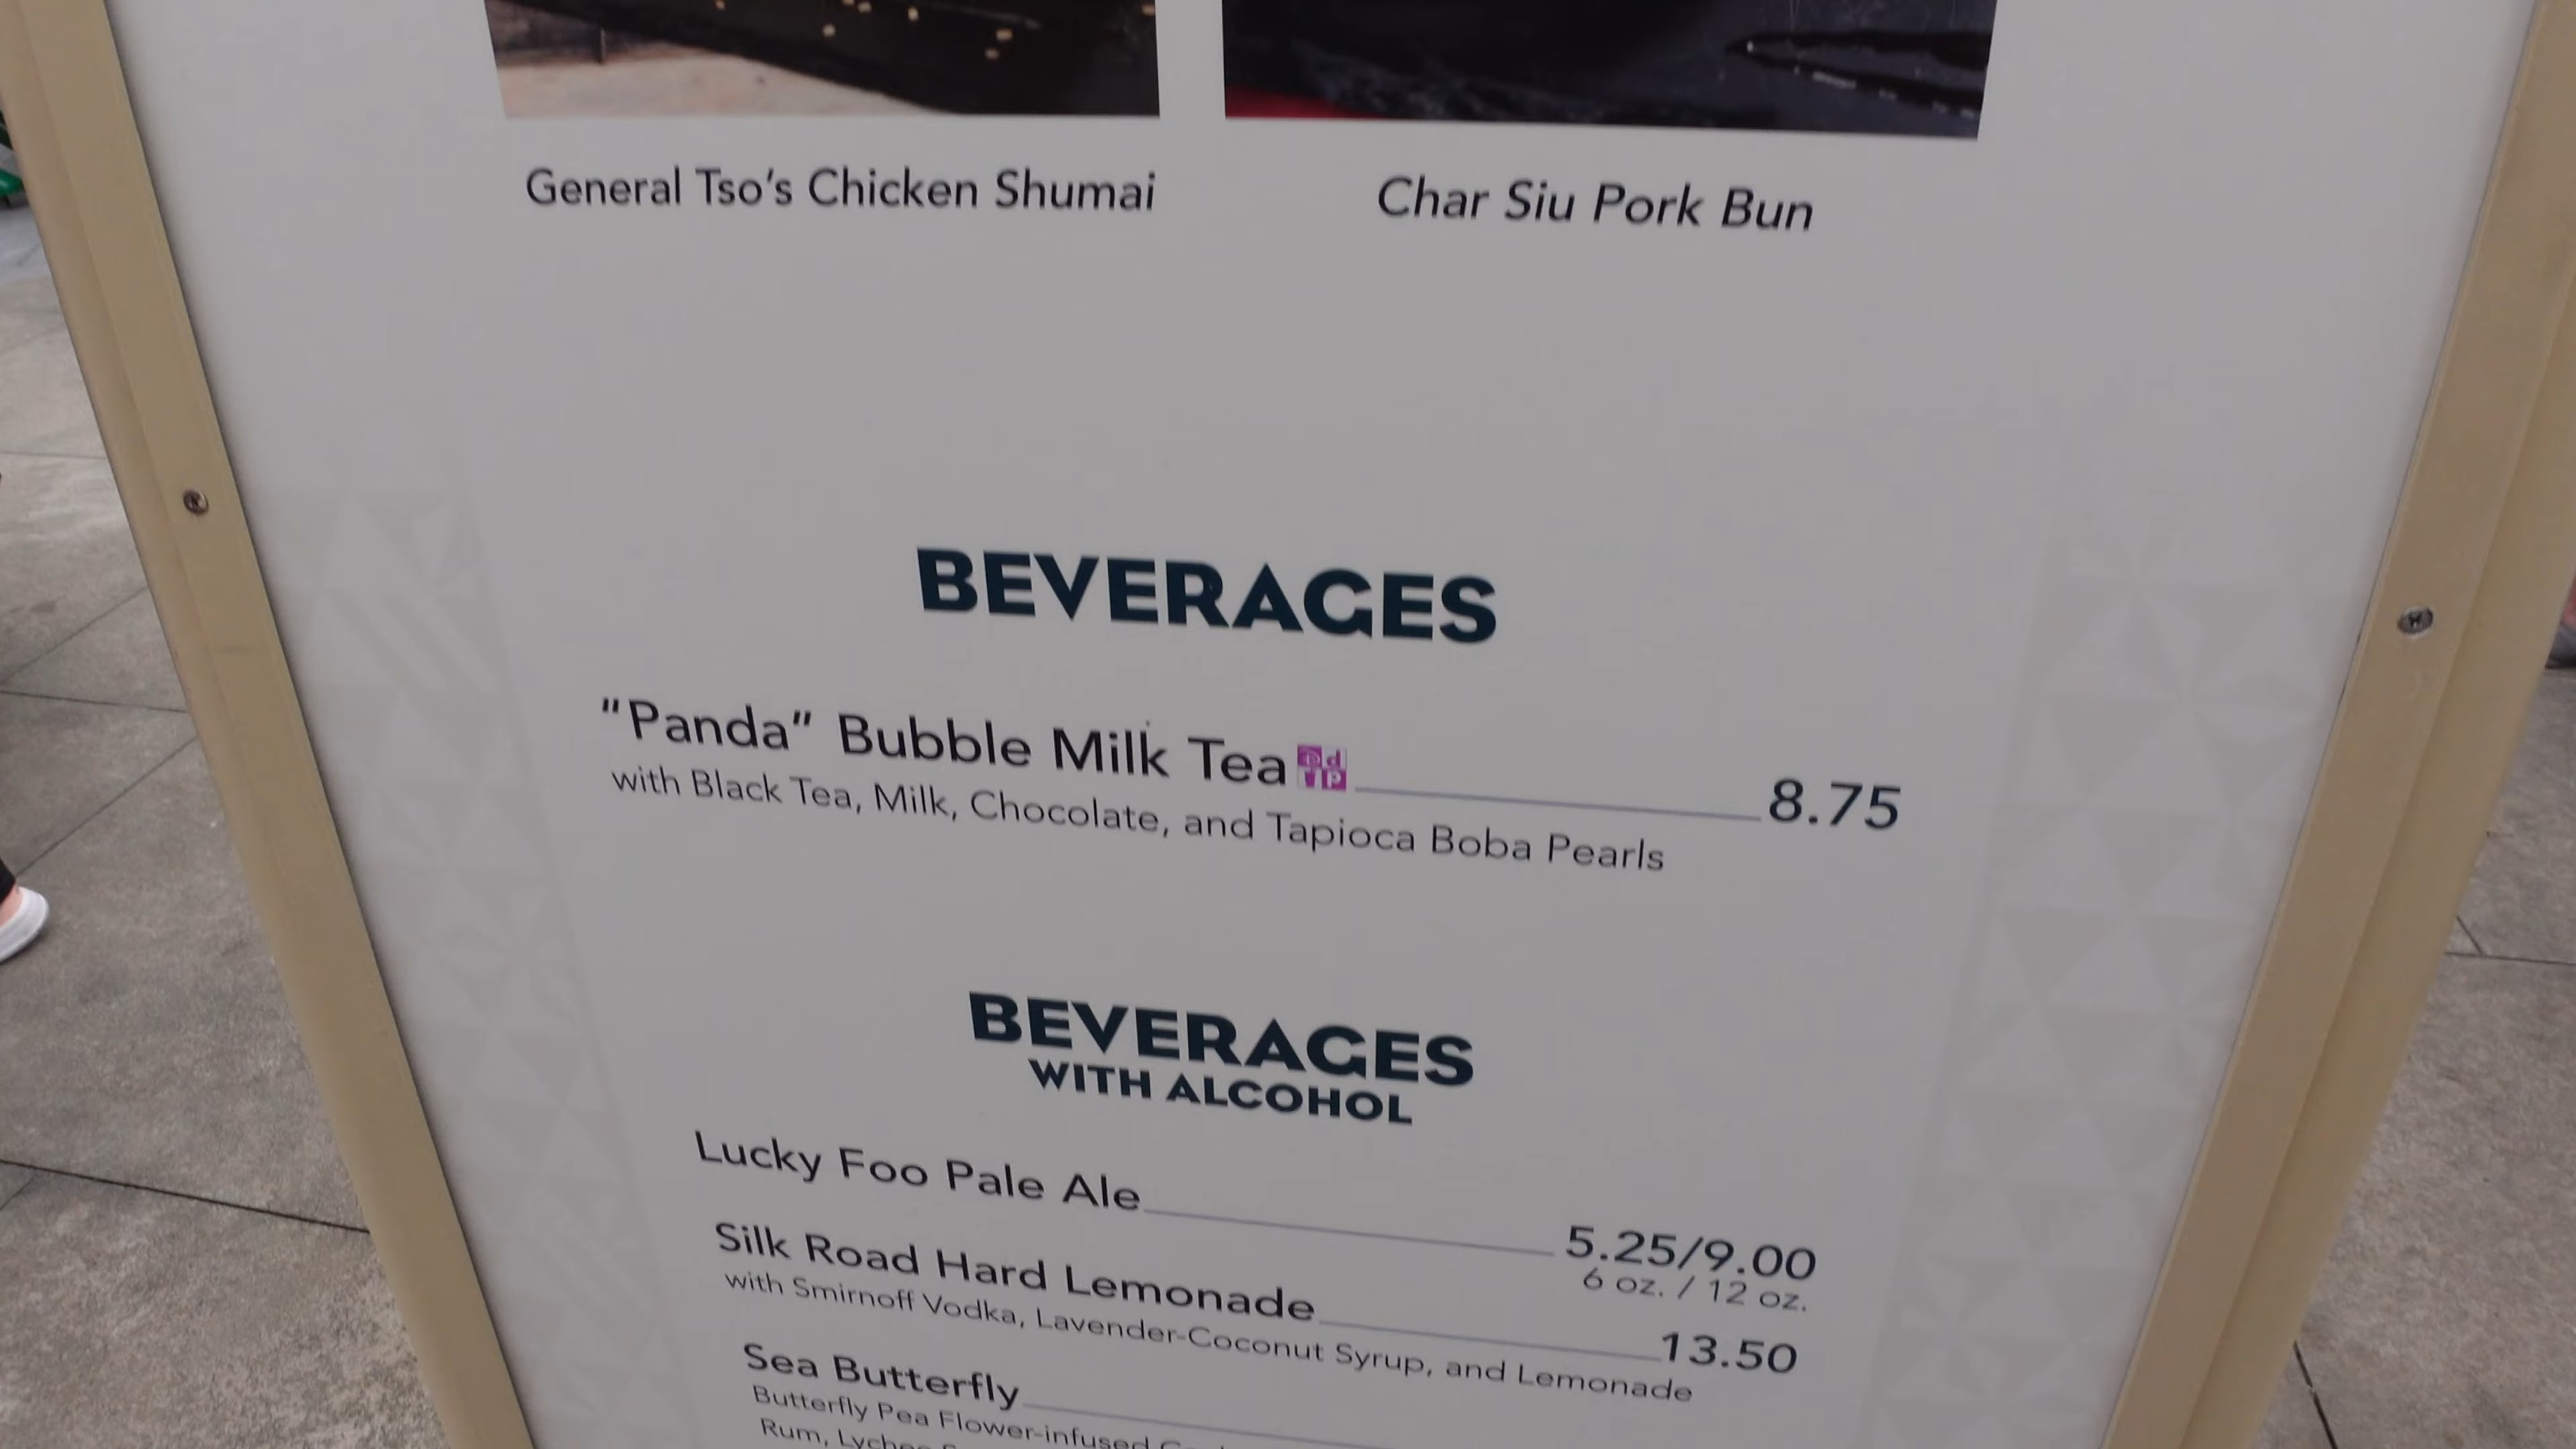 General Tso's Chicken Shumai
Char Siu Pork Bun
BEVERAGES
"Panda" Bubble Milk Tea 8.75
with Black Tea, Milk, Chocolate, and Tapioca Boba Pearls
BEVERAGES
WITH ALCOHOL
Lucky Foo Pale Ale 5.25/9.00
6 oz. / 12 oz.
Silk Road Hard Lemonade 13.50
with Smirnoff Vodka, Lavender-Coconut Syrup, and Lemonade
Sea Butterfly
Butterfly Pea Flower-infused
Rum,